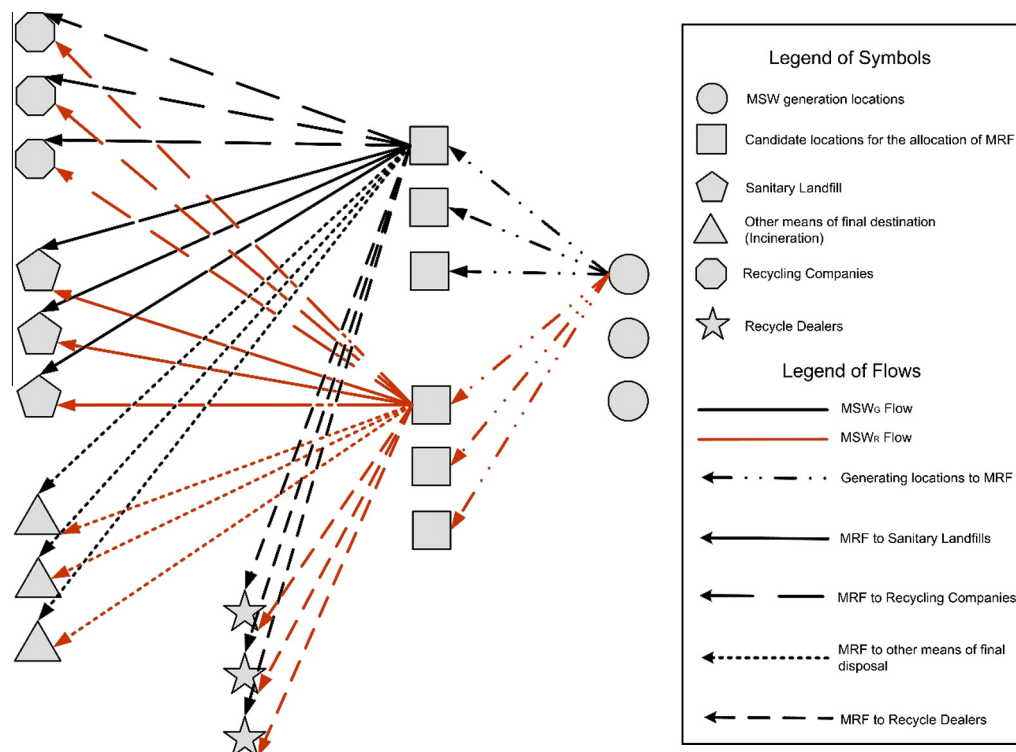 Legend of Symbols
MSW generation locations
Candidate locations for the allocation of MRF
Sanitary Landfill
Other means of final destination
(Incineration)
Recycling Companies
Recycle Dealers
Legend of Flows
MSWG Flow
MSWR Flow
Generating locations to MRF
MRF to Sanitary Landfills
MRF to Recycling Companies
MRF to other means of final
disposal
MRF to Recycle Dealers